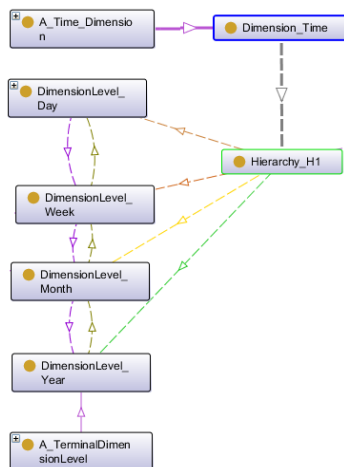 A_Time_Dimensio
n
Dimension_Time
DimensionLevel_
Day
Hierarchy_H1
DimensionLevel_
Week
DimensionLevel_
Month
DimensionLevel_
Year
A_TerminalDimen
sionLevel